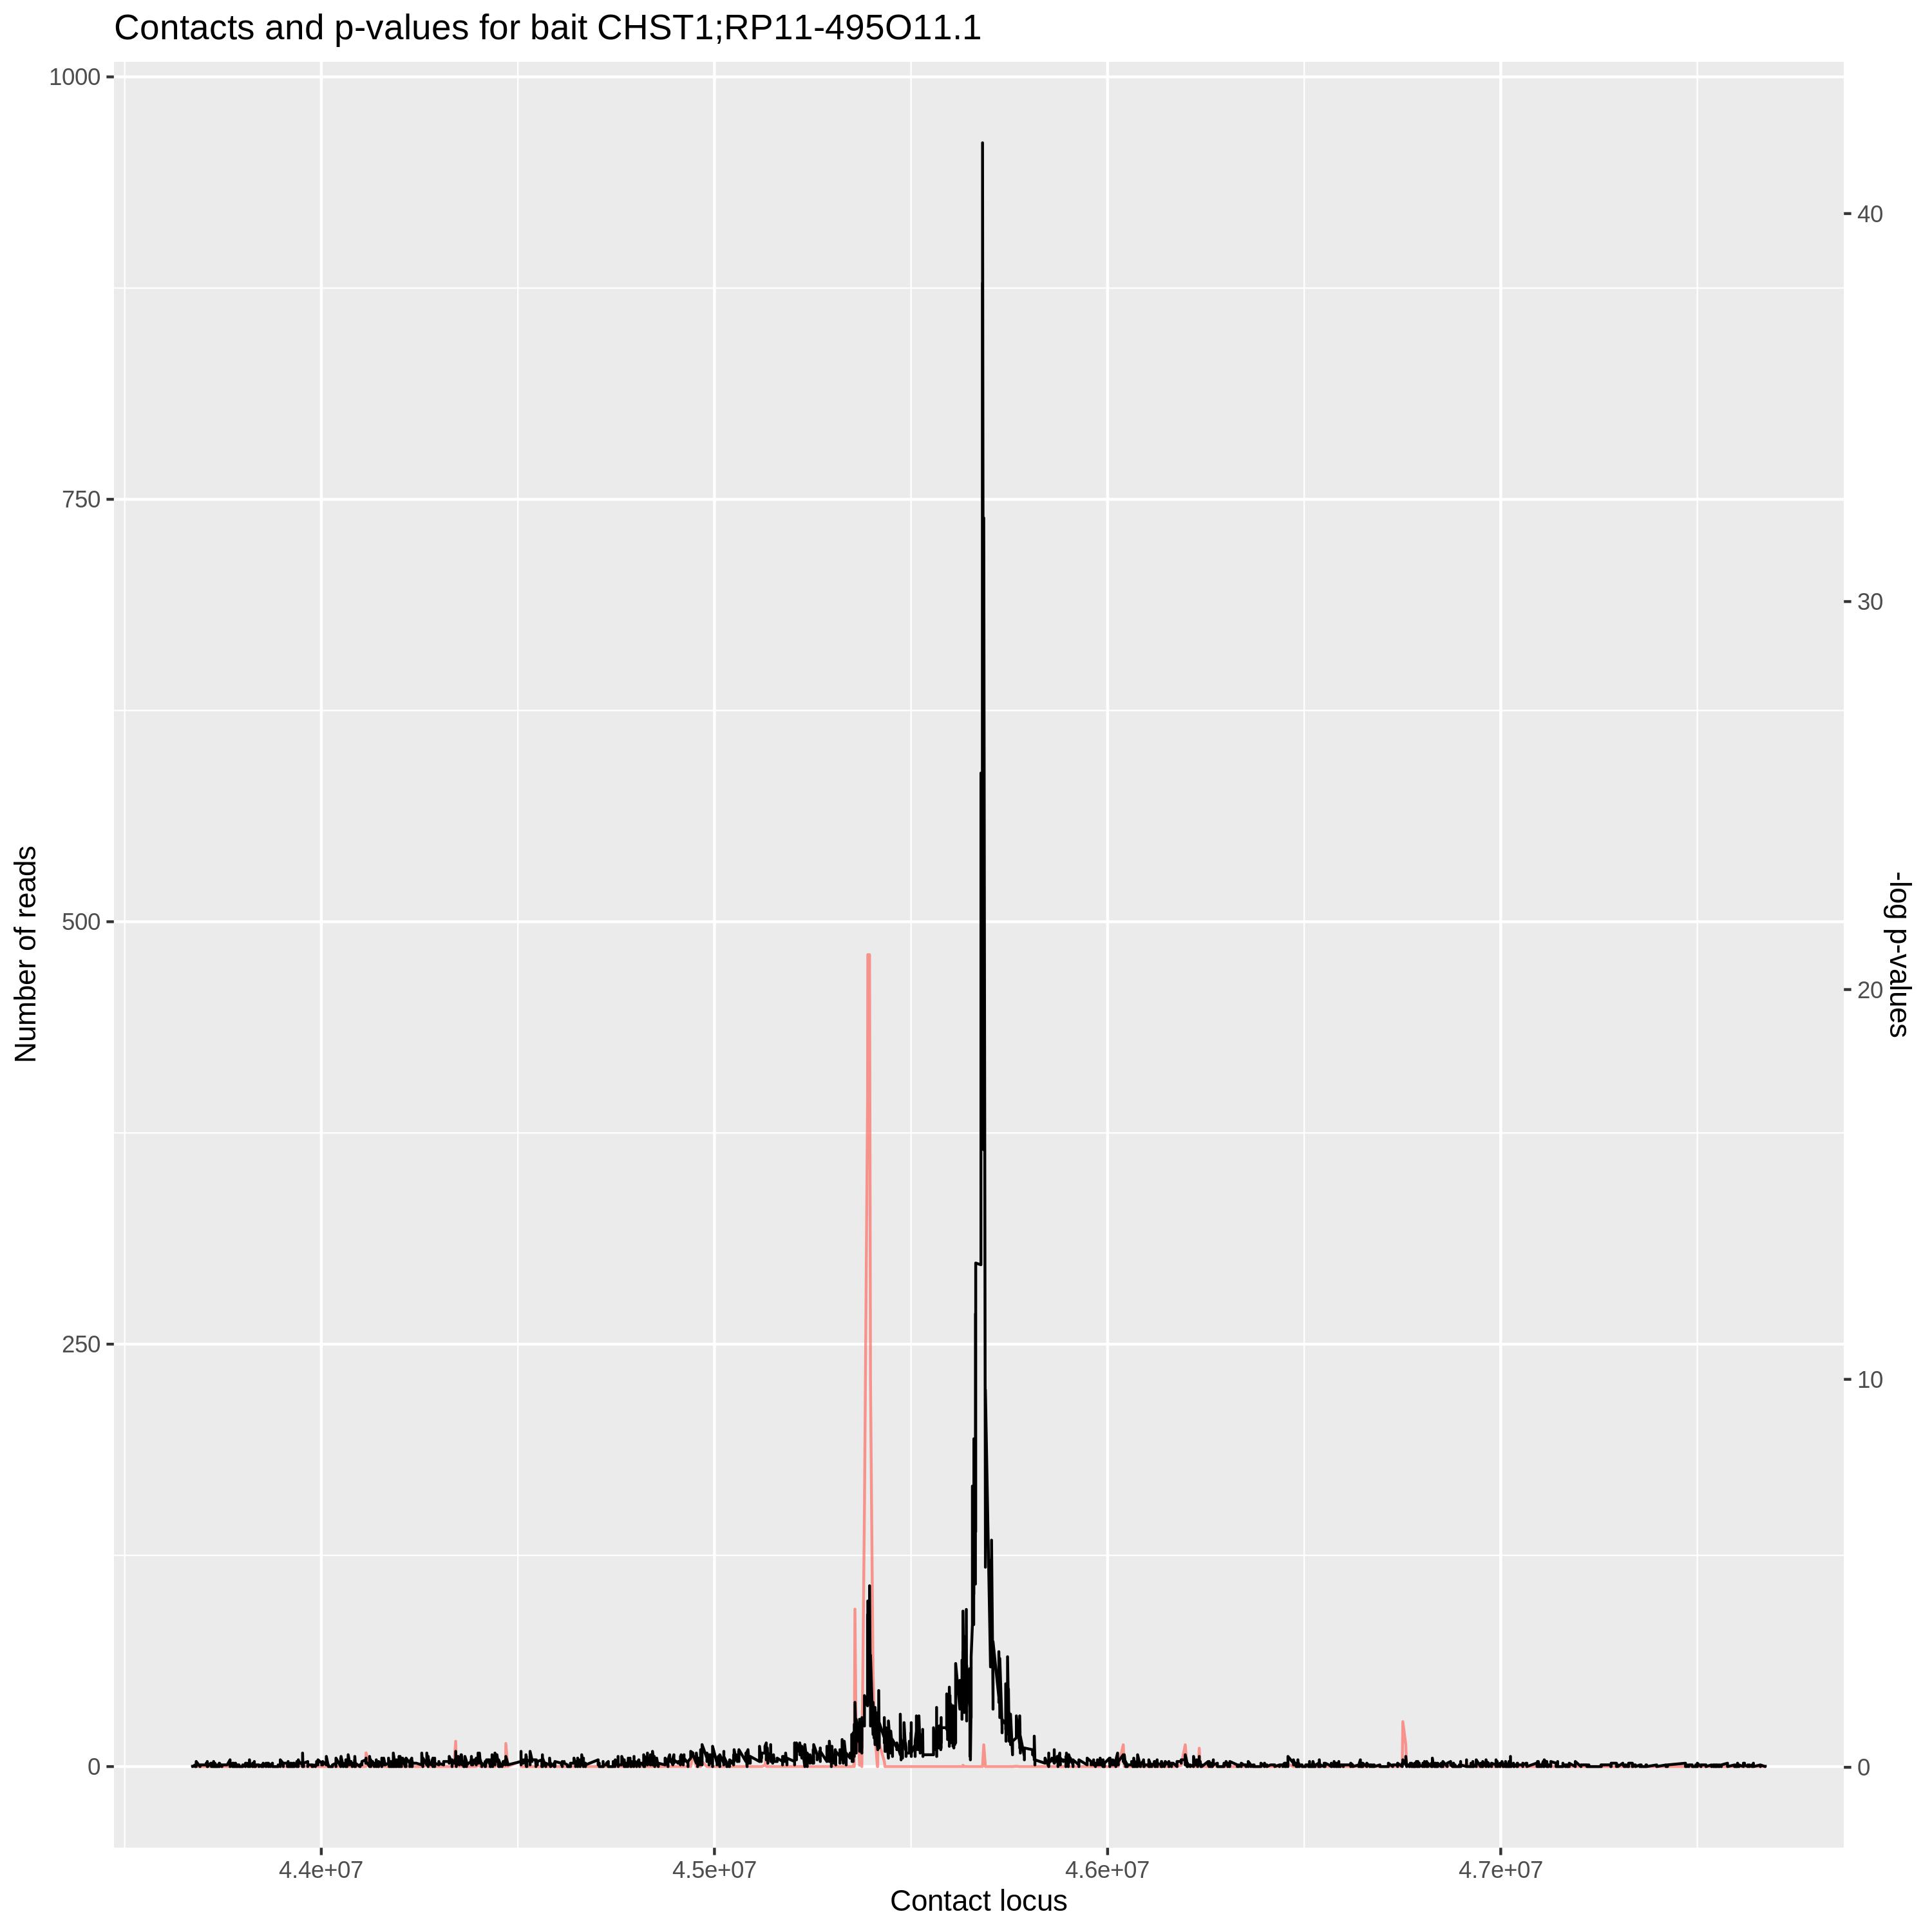 Contacts and p-values for bait CHST1;RP11-495O11.1
1000
750
500
250
0
Number of reads
40
30
20
10
0
-log p-values
4.4e+07
4.5e+07
4.6e+07
4.7e+07
Contact locus